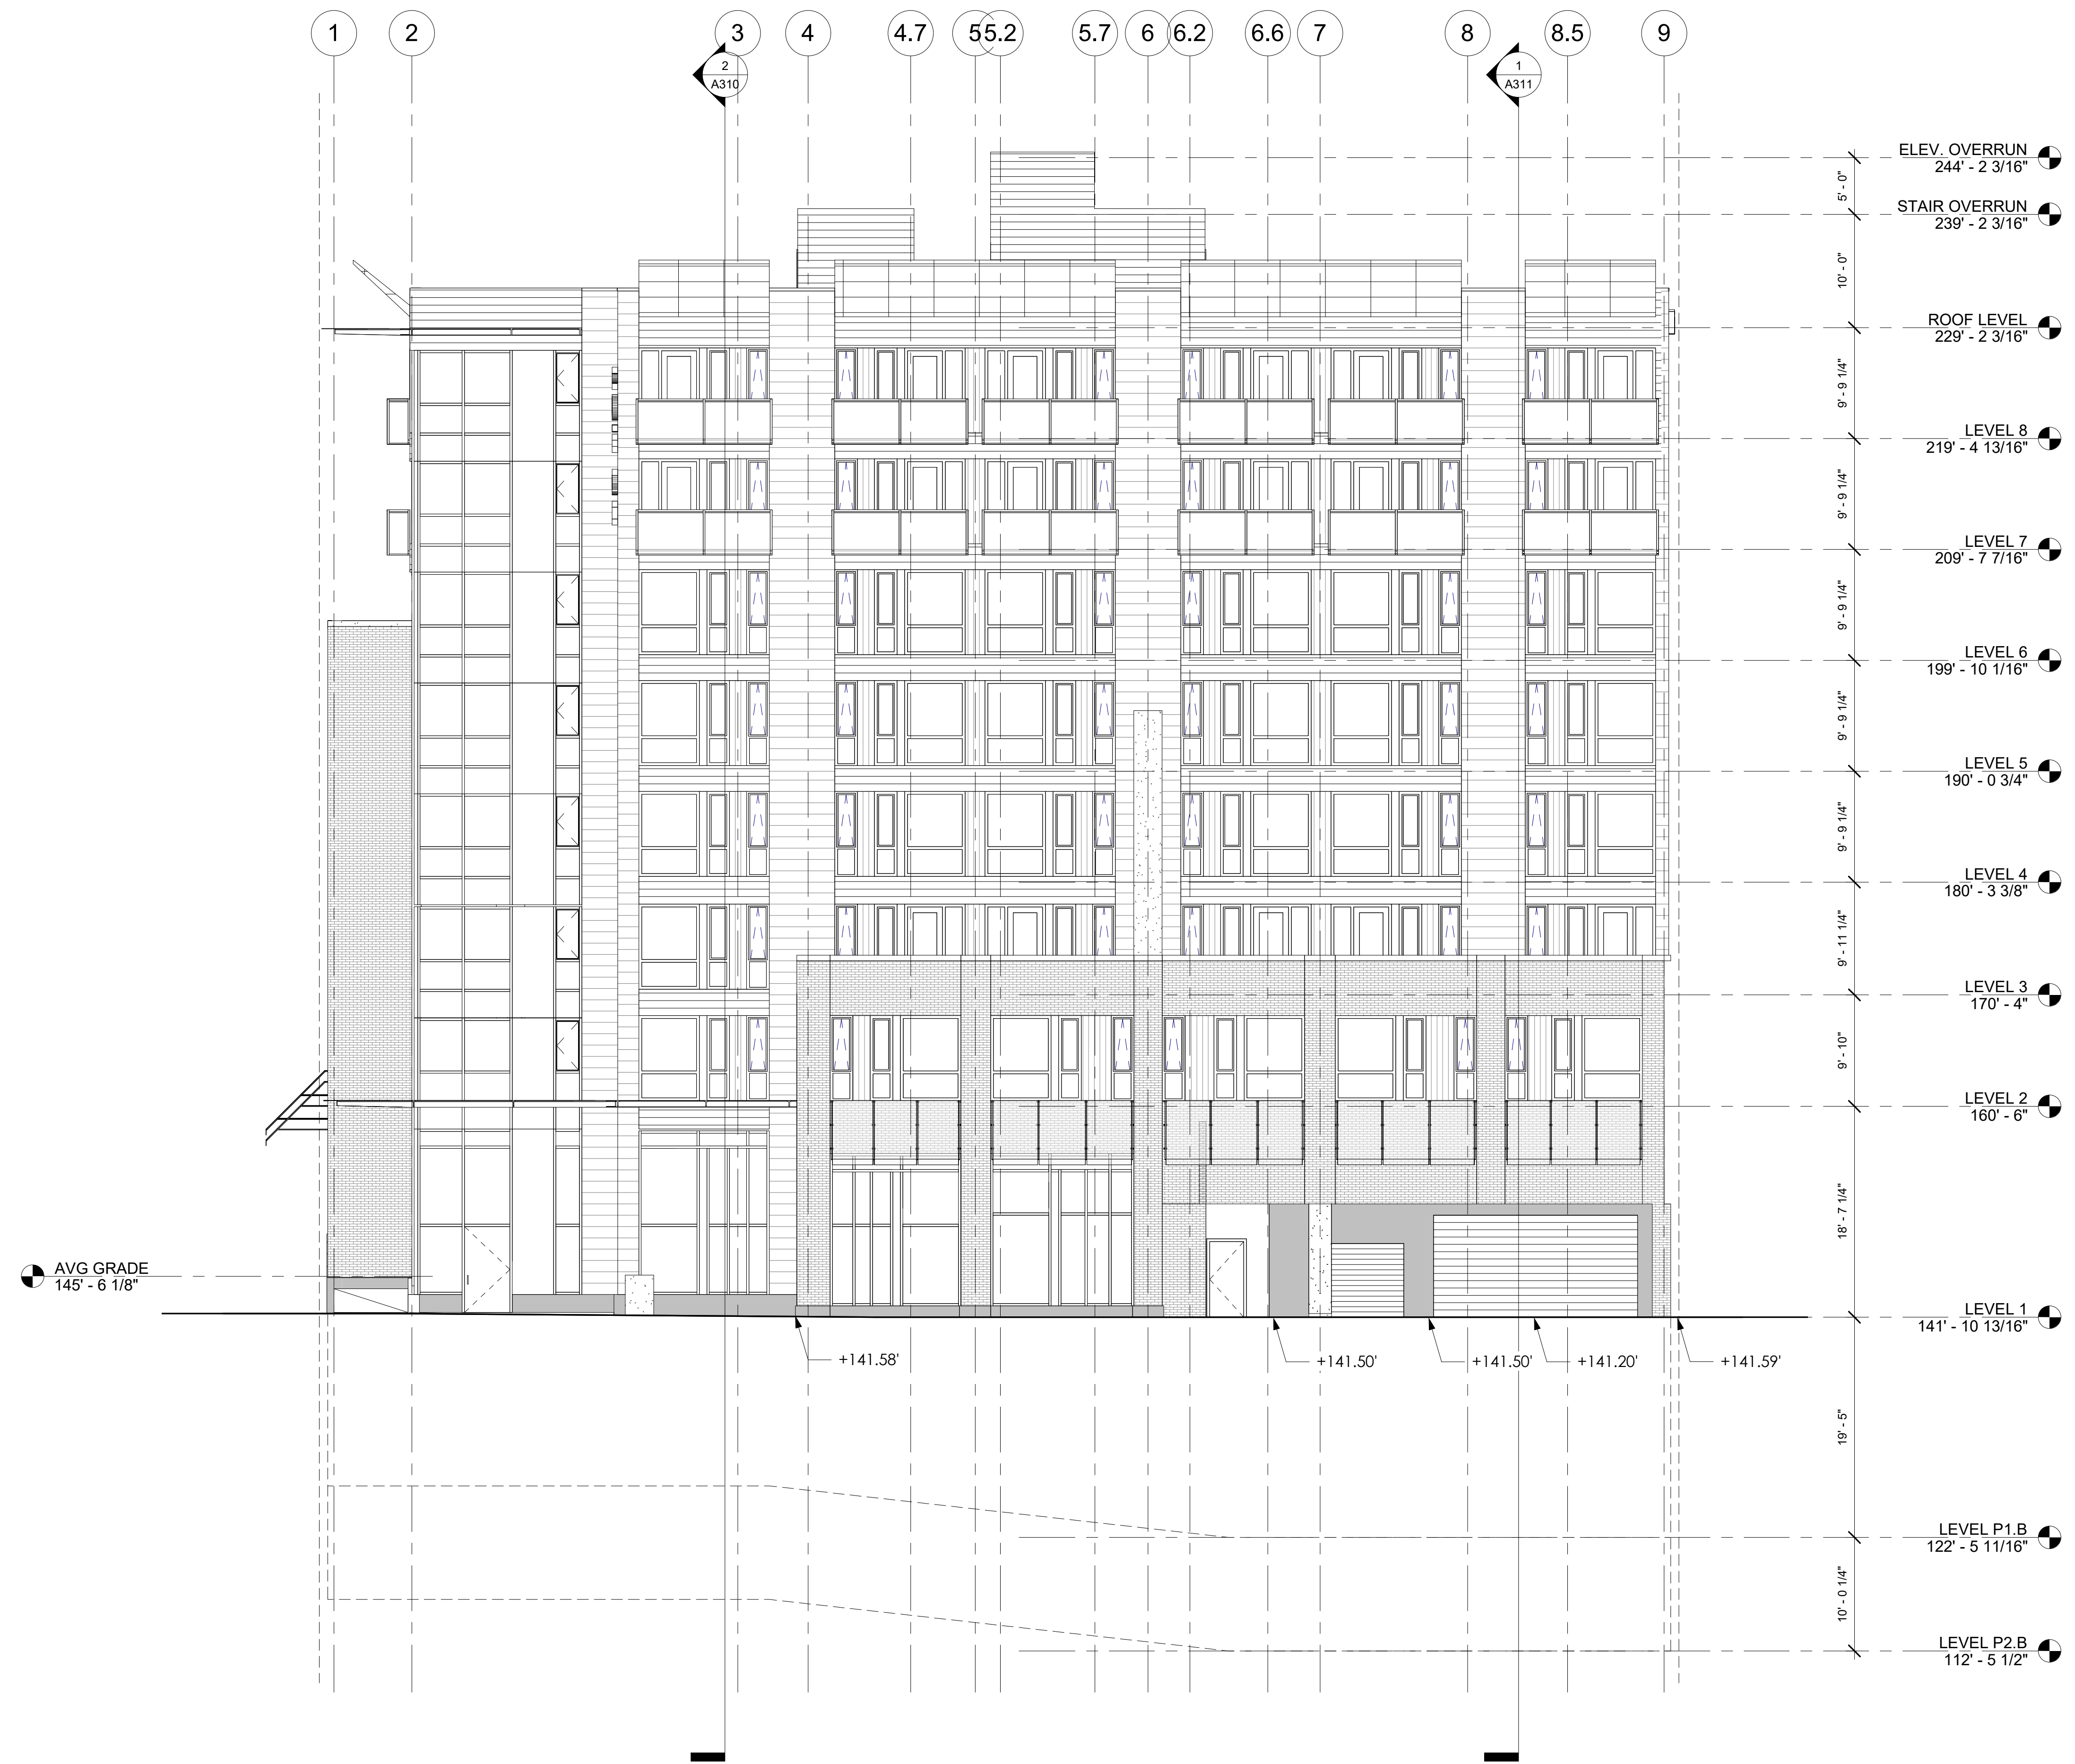 1 2 3 4 4.7 5 5.2 5.7 6 6.2 6.6 7 8 8.5 9
2
A310
1
A311
ELEV. OVERRUN
244' - 2 3/16"
5' - 0"
STAIR OVERRUN
239' - 2 3/16"
10' - 0"
ROOF LEVEL
229' - 2 3/16"
9' - 9 1/4"
LEVEL 8
219' - 4 13/16"
9' - 9 1/4"
LEVEL 7
209' - 7 7/16"
9' - 9 1/4"
LEVEL 6
199' - 10 1/16"
9' - 9 1/4"
LEVEL 5
190' - 0 3/4"
9' - 9 1/4"
LEVEL 4
180' - 3 3/8"
9' - 11 1/4"
LEVEL 3
170' - 4"
9' - 10"
LEVEL 2
160' - 6"
18' - 7 1/4"
AVG GRADE
145' - 6 1/8"
LEVEL 1
141' - 10 13/16"
+141.58' +141.50' +141.50' +141.20' +141.59'
19' - 5"
LEVEL P1.B
122' - 5 11/16"
10' - 0 1/4"
LEVEL P2.B
112' - 5 1/2"